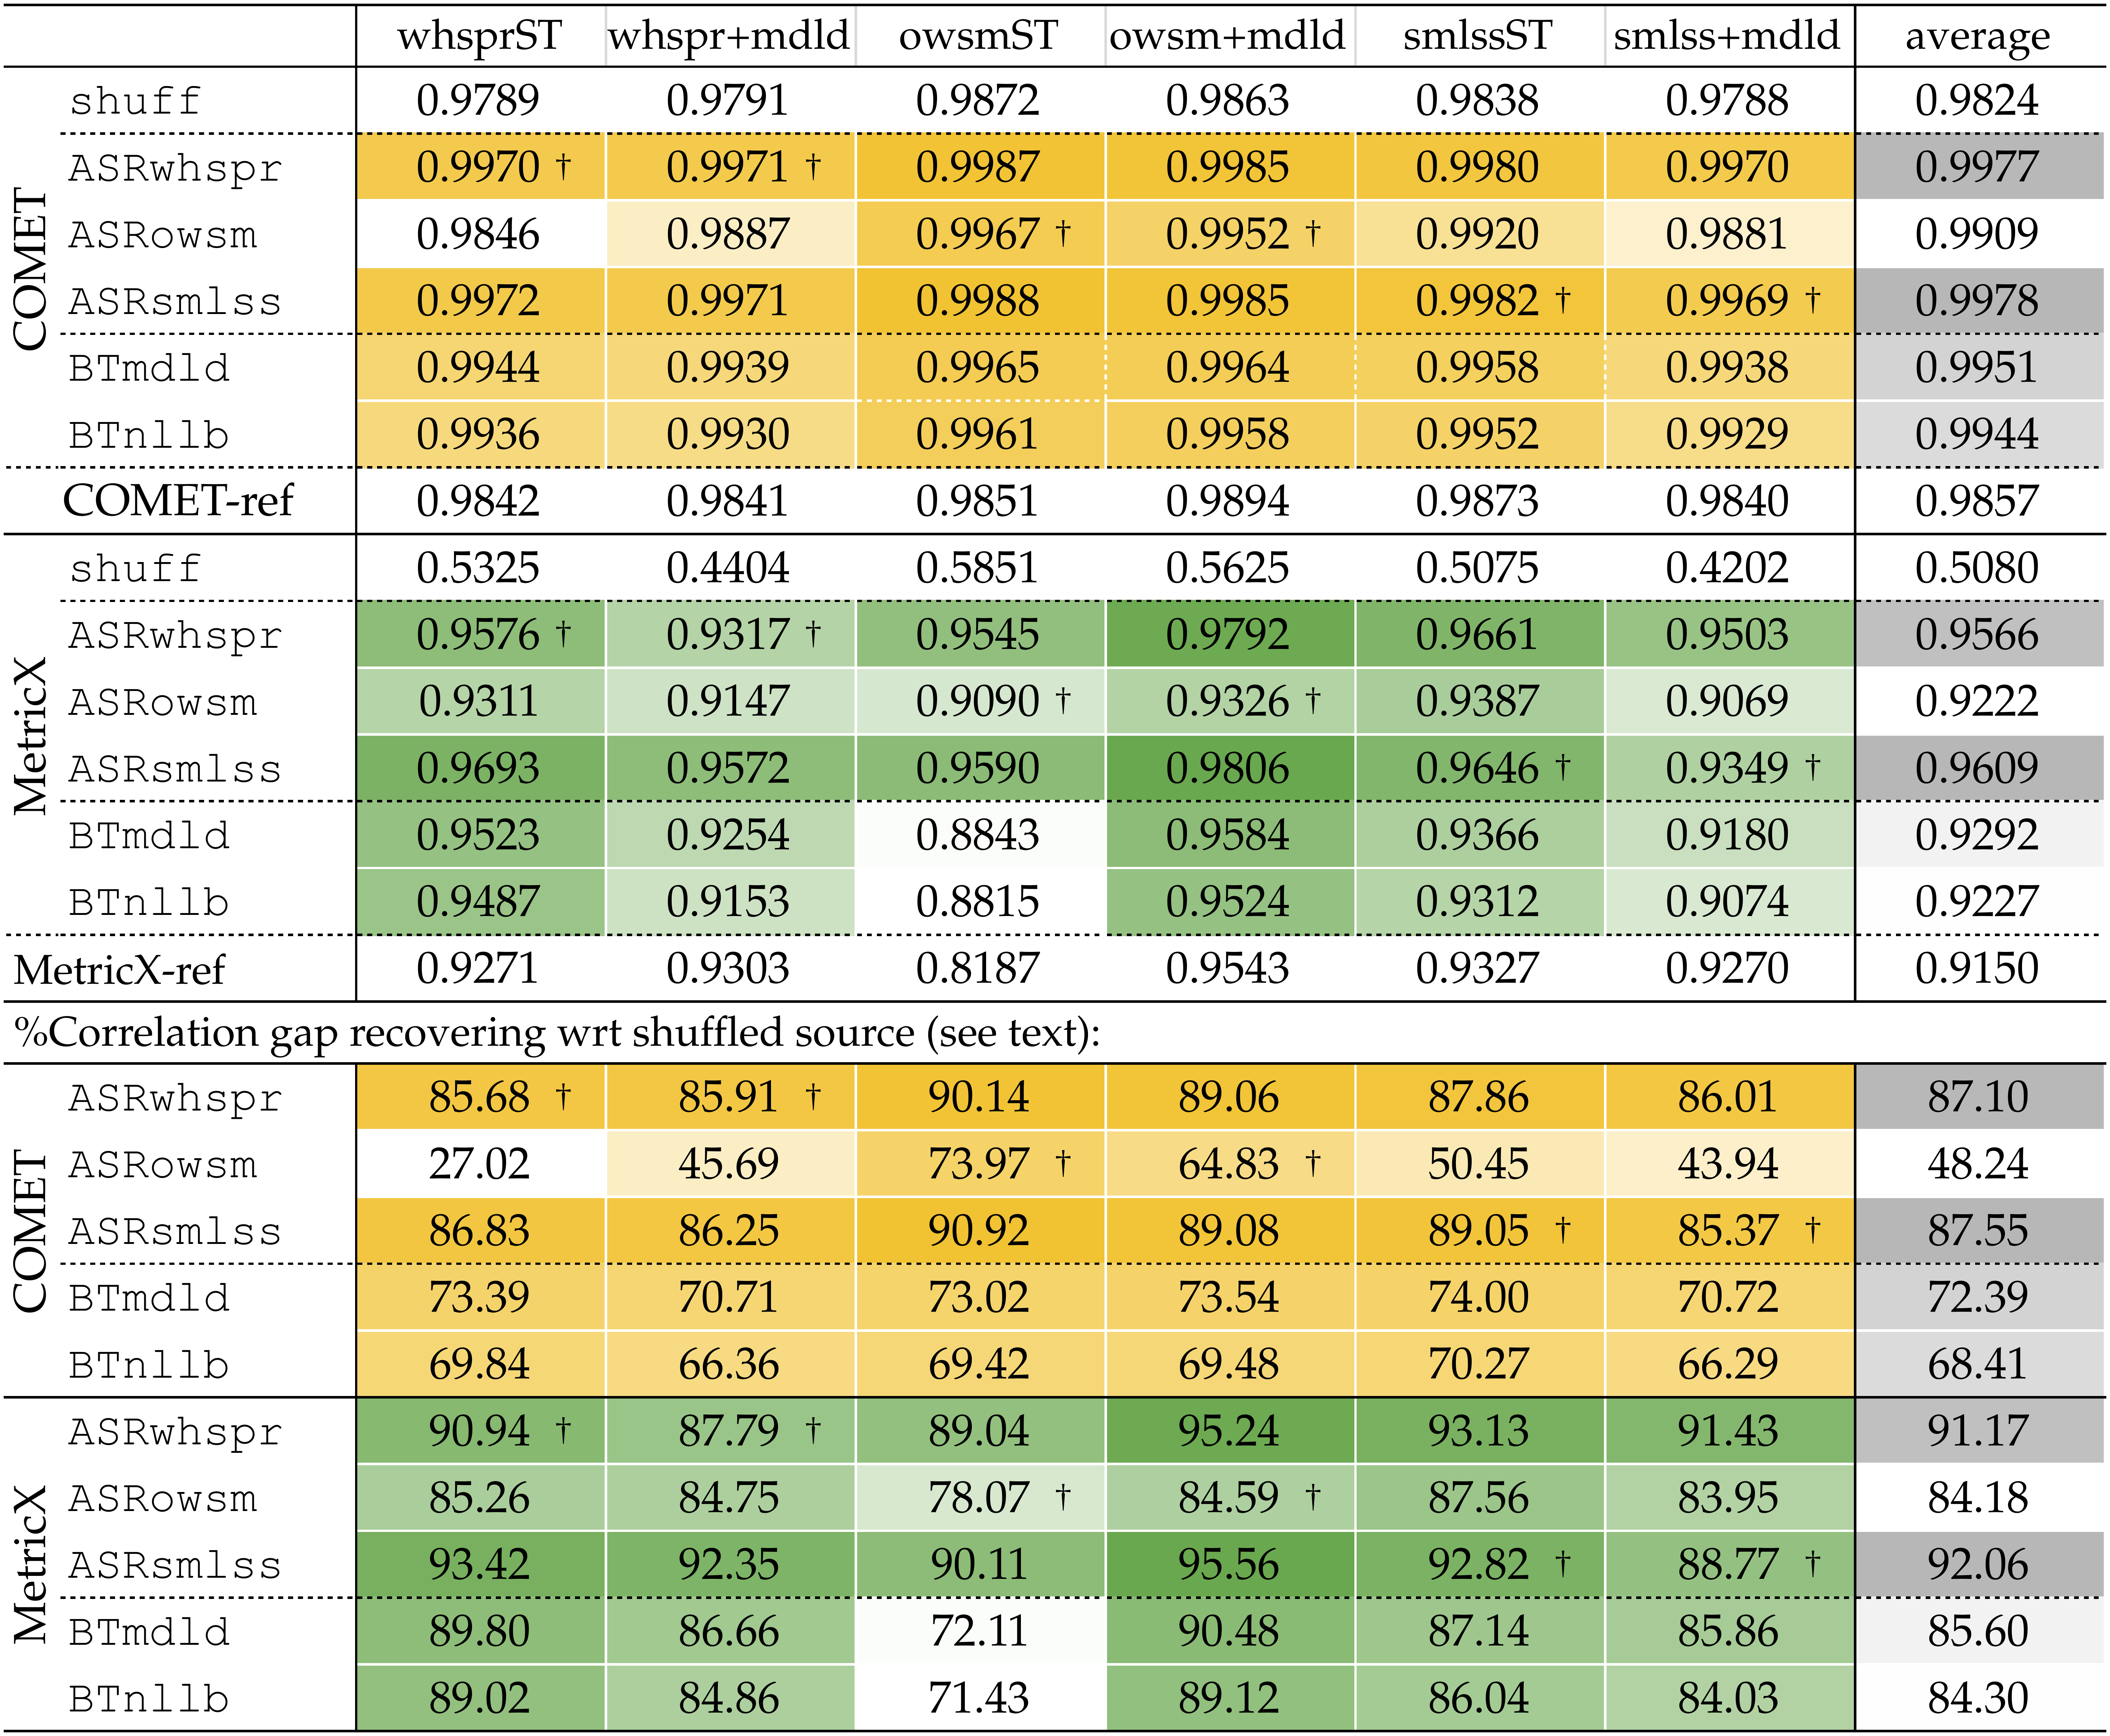 whsprST whspr+mdld owsmST owsm+mdld smlssST smlss+mdld average
COMET
shuff 0.9789 0.9791 0.9872 0.9863 0.9838 0.9788 0.9824
ASRwhspr 0.9970 † 0.9971 † 0.9987 0.9985 0.9980 0.9970 0.9977
ASRowsm 0.9846 0.9887 0.9967 † 0.9952 † 0.9920 0.9881 0.9909
ASRsmlss 0.9972 0.9971 0.9988 0.9985 0.9982 † 0.9969 † 0.9978
BTmdld 0.9944 0.9939 0.9965 0.9964 0.9958 0.9938 0.9951
BTnllb 0.9936 0.9930 0.9961 0.9958 0.9952 0.9929 0.9944
COMET-ref 0.9842 0.9841 0.9851 0.9894 0.9873 0.9840 0.9857
MetricX
shuff 0.5325 0.4404 0.5851 0.5625 0.5075 0.4202 0.5080
ASRwhspr 0.9576 † 0.9317 † 0.9545 0.9792 0.9661 0.9503 0.9566
ASRowsm 0.9311 0.9147 0.9090 † 0.9326 † 0.9387 0.9069 0.9222
ASRsmlss 0.9693 0.9572 0.9590 0.9806 0.9646 † 0.9349 † 0.9609
BTmdld 0.9523 0.9254 0.8843 0.9584 0.9366 0.9180 0.9292
BTnllb 0.9487 0.9153 0.8815 0.9524 0.9312 0.9074 0.9227
MetricX-ref 0.9271 0.9303 0.8187 0.9543 0.9327 0.9270 0.9150
%Correlation gap recovering wrt shuffled source (see text):
COMET
ASRwhspr 85.68 † 85.91 † 90.14 89.06 87.86 86.01 87.10
ASRowsm 27.02 45.69 73.97 † 64.83 † 50.45 43.94 48.24
ASRsmlss 86.83 86.25 90.92 89.08 89.05 † 85.37 † 87.55
BTmdld 73.39 70.71 73.02 73.54 74.00 70.72 72.39
BTnllb 69.84 66.36 69.42 69.48 70.27 66.29 68.41
MetricX
ASRwhspr 90.94 † 87.79 † 89.04 95.24 93.13 91.43 91.17
ASRowsm 85.26 84.75 78.07 † 84.59 † 87.56 83.95 84.18
ASRsmlss 93.42 92.35 90.11 95.56 92.82 † 88.77 † 92.06
BTmdld 89.80 86.66 72.11 90.48 87.14 85.86 85.60
BTnllb 89.02 84.86 71.43 89.12 86.04 84.03 84.30